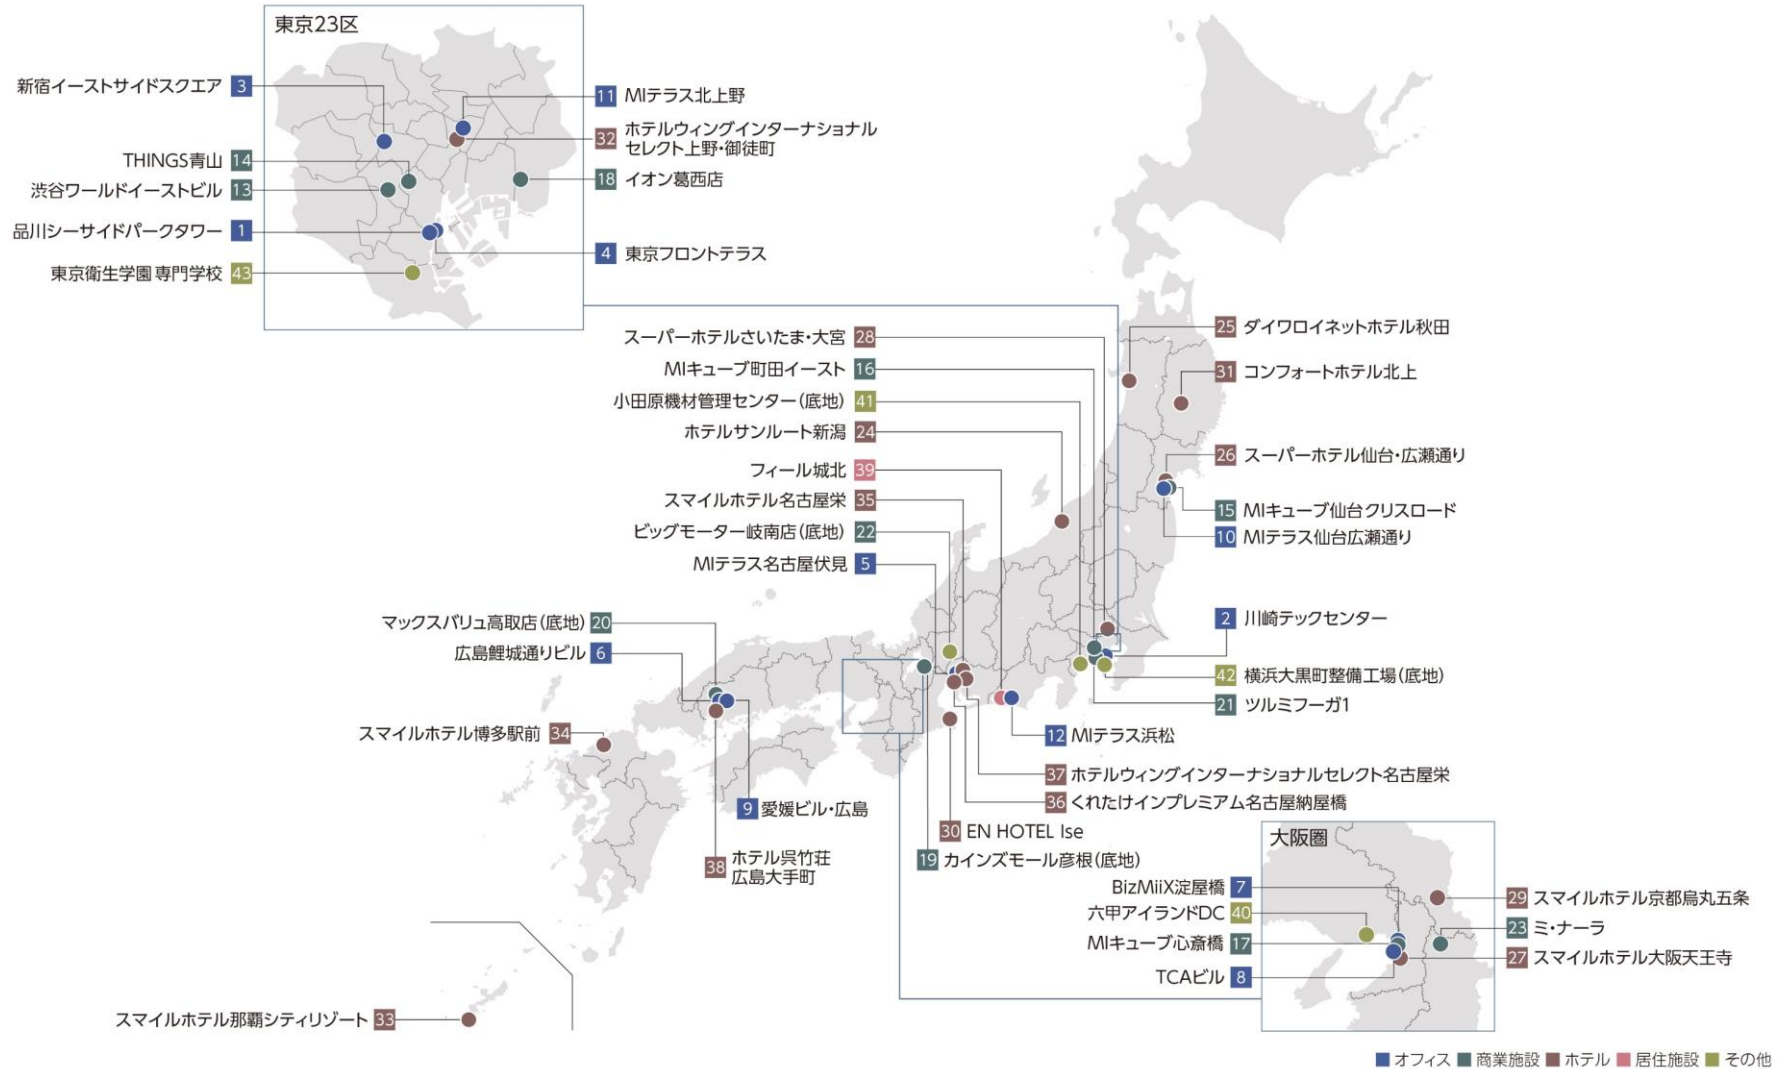 東京23区
新宿イーストサイドスクエア 3
THINGS青山 14
渋谷ワールドイーストビル 13
品川シーサイドパークタワー 1
東京衛生学園 専門学校 43
11 MIテラス北上野
32 ホテルウィングインターナショナル
セレクト上野・御徒町
18 イオン葛西店
4 東京フロントテラス
スーパーホテルさいたま・大宮 28
MIキューブ町田イースト 16
小田原機材管理センター(底地) 41
ホテルサンルート新潟 24
フィール城北 39
スマイルホテル名古屋栄 35
ビッグモーター岐南店(底地) 22
MIテラス名古屋伏見 5
25 ダイワロイネットホテル秋田
31 コンフォートホテル北上
26 スーパーホテル仙台・広瀬通り
15 MIキューブ仙台クリスロード
10 MIテラス仙台広瀬通り
2 川崎テックセンター
42 横浜大黒町整備工場(底地)
21 ツルミフーガ1
マックスバリュ高取店(底地) 20
広島鯉城通りビル 6
スマイルホテル博多駅前 34
9 愛媛ビル・広島
38 ホテル呉竹荘
広島大手町
12 MIテラス浜松
37 ホテルウィングインターナショナルセレクト名古屋栄
36 くれたけインプレミアム名古屋納屋橋
30 EN HOTEL Ise
19 カインズモール彦根(底地)
大阪圏
BizMiiX淀屋橋 7
六甲アイランドDC 40
MIキューブ心斎橋 17
TCAビル 8
29 スマイルホテル京都烏丸五条
23 ミ・ナーラ
27 スマイルホテル大阪天王寺
スマイルホテル那覇シティリゾート 33
オフィス 商業施設 ホテル 居住施設 その他